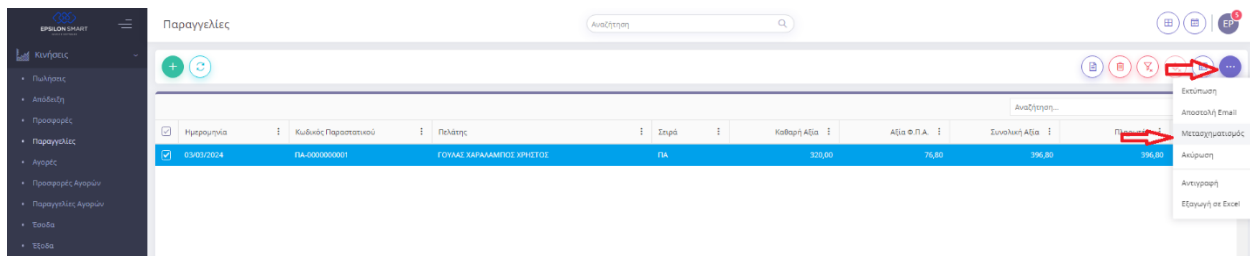 EPSILON SMART
Παραγγελίες
Αναζήτηση
EP
5
Κινήσεις
Πωλήσεις
Απόδειξη
Προσφορές
Παραγγελίες
Αγορές
Προσφορές Αγορών
Παραγγελίες Αγορών
Έσοδα
Έξοδα
Αναζήτηση...
Ημερομηνία Κωδικός Παραστατικού Πελάτης Σειρά Καθαρή Αξία Αξία Φ.Π.Α. Συνολική Αξία
03/03/2024 ΠΑ-0000000001 ΓΟΥΛΑΣ ΧΑΡΑΛΑΜΠΟΣ ΧΡΗΣΤΟΣ ΠΑ 320,00 76,80 396,80 396,80
Εκτύπωση
Αποστολή Email
Μετασχηματισμός
Ακύρωση
Αντιγραφή
Εξαγωγή σε Excel